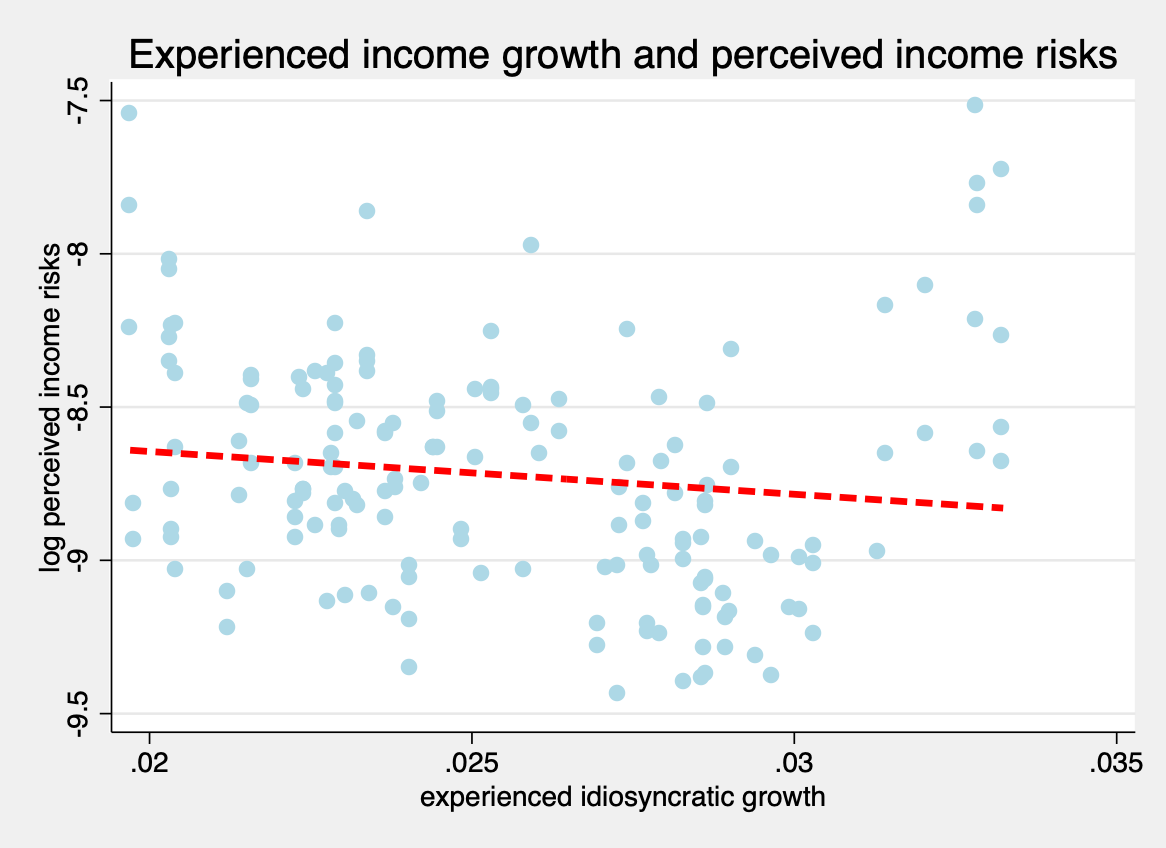 Experienced income growth and perceived income risks
log perceived income risks
-7.5
-8
-8.5
-9
-9.5
.02 .025 .03 .035
experienced idiosyncratic growth